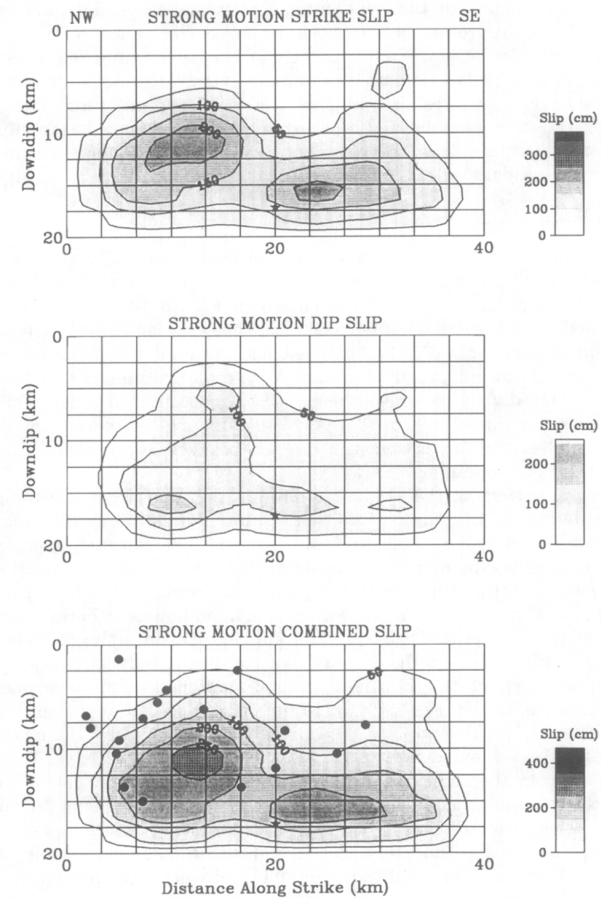 NW STRONG MOTION STRIKE SLIP SE
0
Downdip (km)
10
20
100
200
50
150
0 20 40
Slip (cm)
300
200
100
0
STRONG MOTION DIP SLIP
0
Downdip (km)
10
20
100
50
0 20 40
Slip (cm)
200
100
0
STRONG MOTION COMBINED SLIP
0
Downdip (km)
10
20
50
200
150
250
100
0 20 40
Distance Along Strike (km)
Slip (cm)
400
200
0